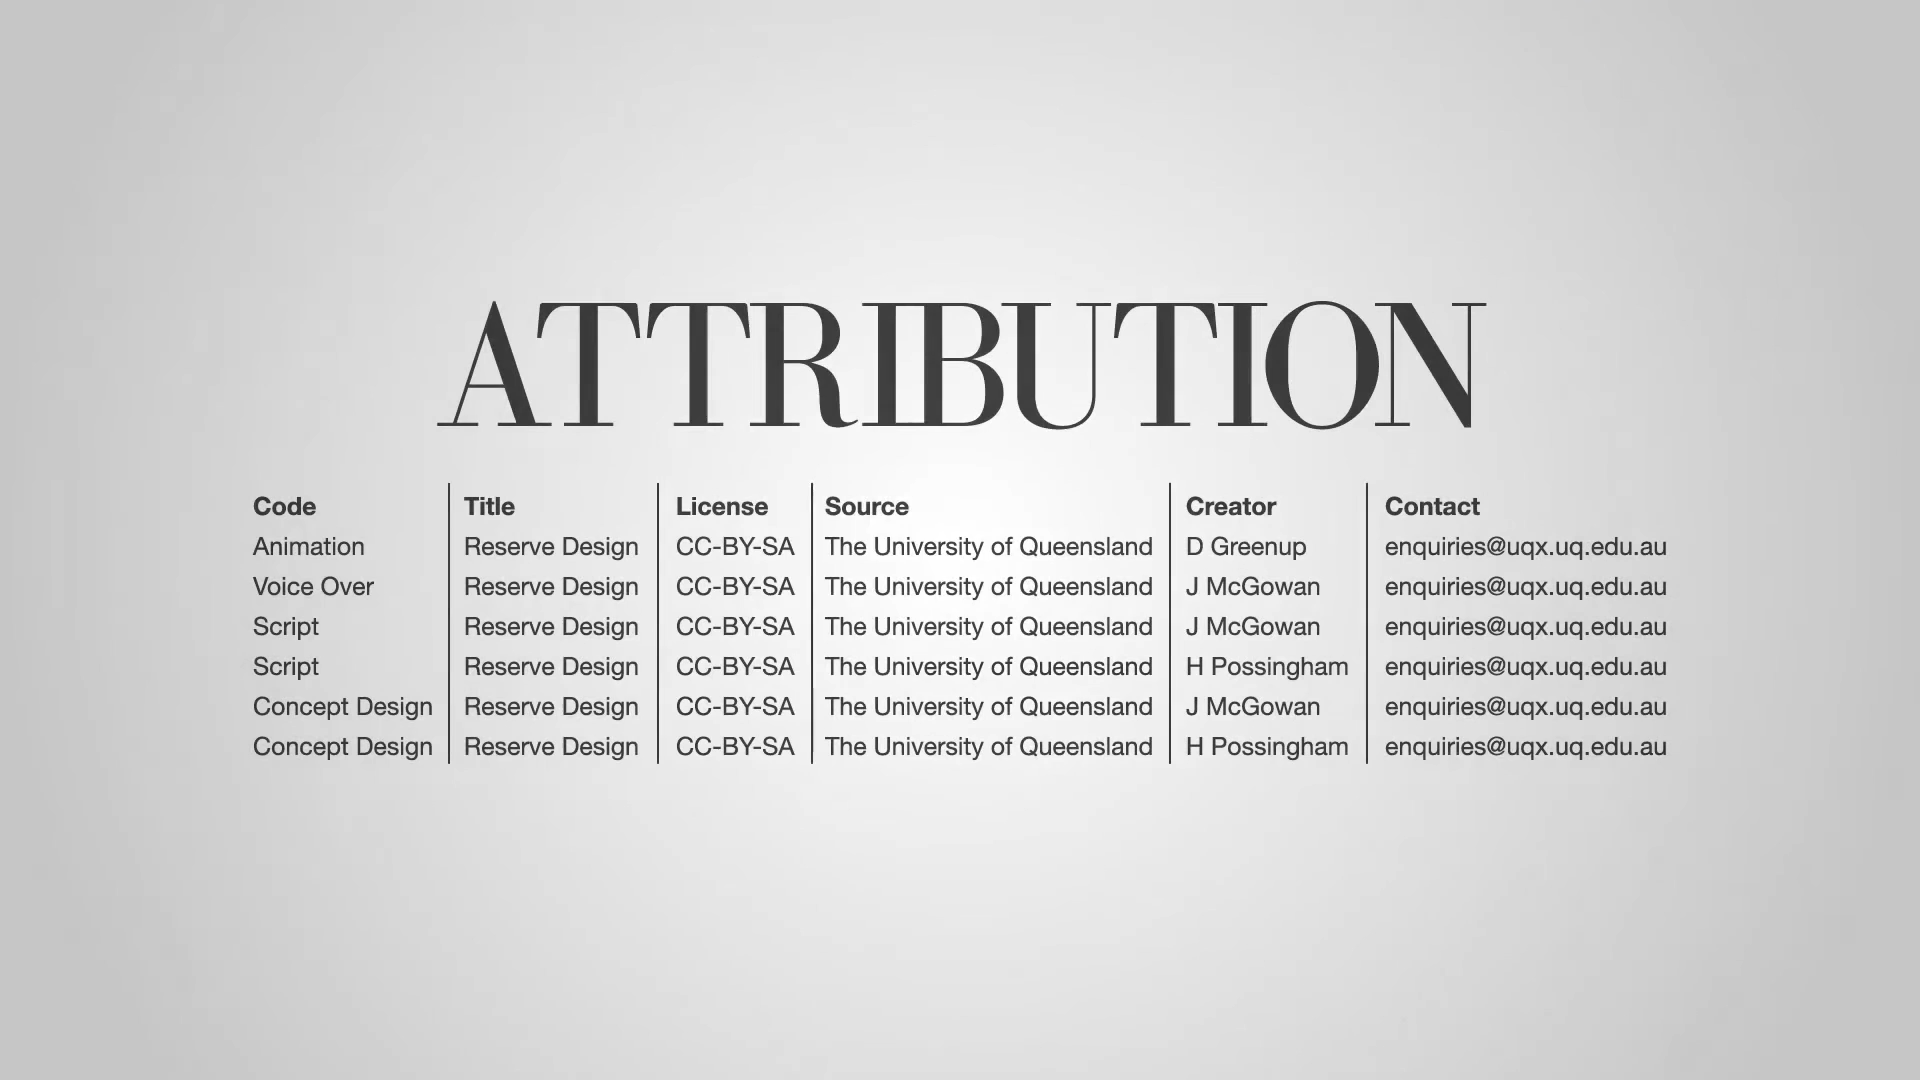 ATTRIBUTION
Code Title License Source Creator Contact
Animation Reserve Design CC-BY-SA The University of Queensland D Greenup enquiries@uqx.uq.edu.au
Voice Over Reserve Design CC-BY-SA The University of Queensland J McGowan enquiries@uqx.uq.edu.au
Script Reserve Design CC-BY-SA The University of Queensland J McGowan enquiries@uqx.uq.edu.au
Script Reserve Design CC-BY-SA The University of Queensland H Possingham enquiries@uqx.uq.edu.au
Concept Design Reserve Design CC-BY-SA The University of Queensland J McGowan enquiries@uqx.uq.edu.au
Concept Design Reserve Design CC-BY-SA The University of Queensland H Possingham enquiries@uqx.uq.edu.au